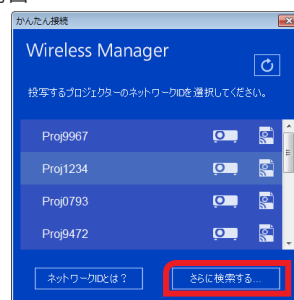 かんたん接続
Wireless Manager
投写するプロジェクターのネットワークIDを選択してください。
Proj9967
Proj1234
Proj0793
Proj9472
ネットワークIDとは？
さらに検索する...